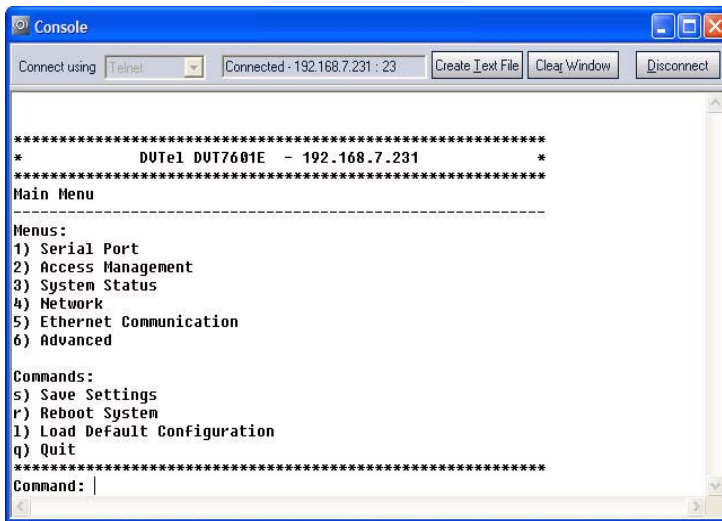 Console
Connect using Telnet Connected - 192.168.7.231 : 23 Create Text File Clear Window Disconnect
***********************************************************
* DVTel DVT7601E - 192.168.7.231 *
***********************************************************
Main Menu
-----------------------------------------------------------
Menus:
1) Serial Port
2) Access Management
3) System Status
4) Network
5) Ethernet Communication
6) Advanced
Commands:
s) Save Settings
r) Reboot System
l) Load Default Configuration
q) Quit
***********************************************************
Command: